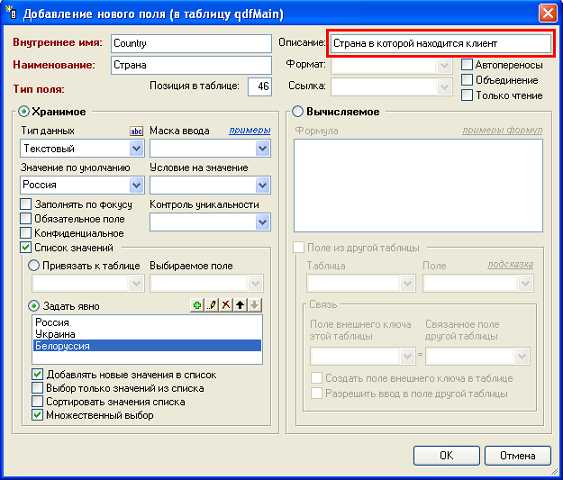 Добавление нового поля (в таблицу qdfMain)
Внутреннее имя: Country Описание: Страна в которой находится клиент
Наименование: Страна Формат: Автопереносы
Тип поля: Позиция в таблице: 46 Ссылка: Объединение
Только чтение
Хранимое Вычисляемое
Тип данных abc Маска ввода примеры Формула примеры формул
Текстовый
Значение по умолчанию Условие на значение
Россия
Заполнять по фокусу Контроль уникальности
Обязательное поле
Конфиденциальное
Список значений Поле из другой таблицы
Привязать к таблице Выбираемое поле Таблица Поле подсказка
Задать явно Связь
Россия Поле внешнего ключа этой таблицы Связанное поле другой таблицы
Украина
Белоруссия =
Добавлять новые значения в список Создать поле внешнего ключа в таблице
Выбор только значений из списка Разрешить ввод в поле другой таблицы
Сортировать значения списка
Множественный выбор
OK Отмена